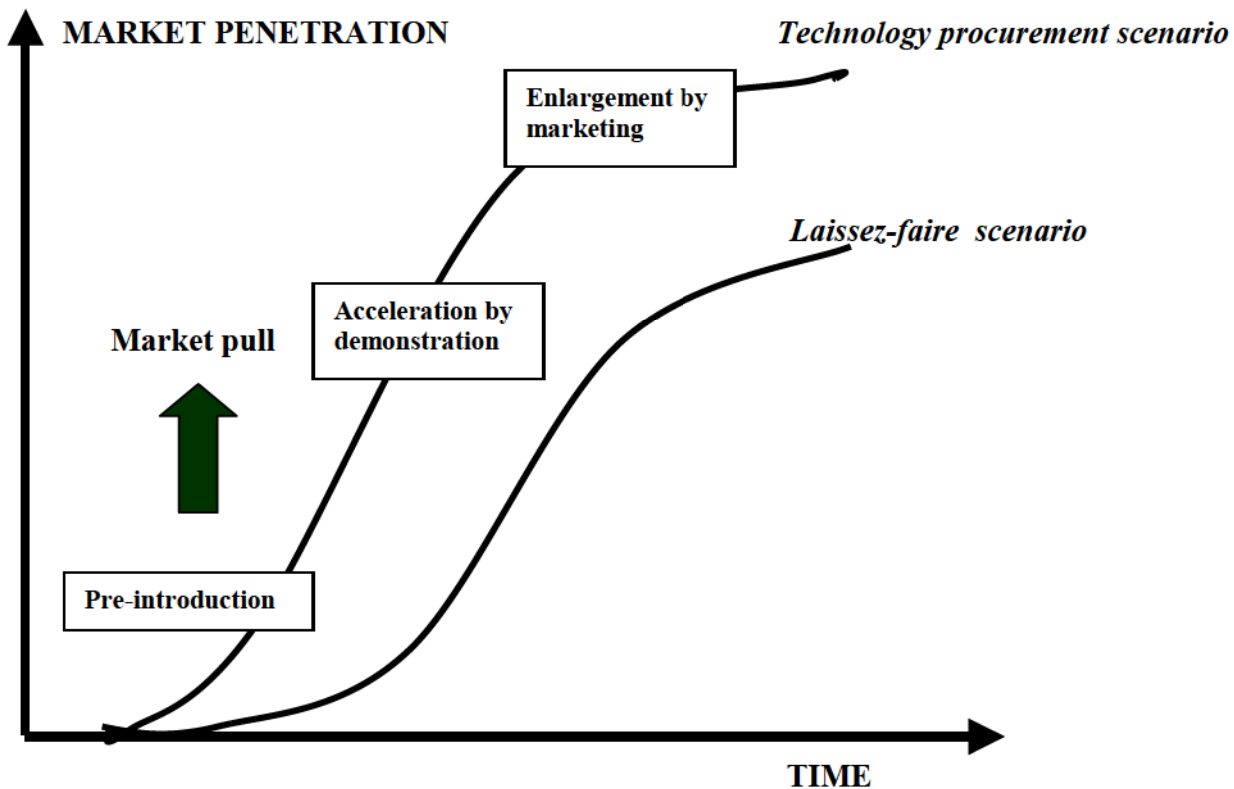 MARKET PENETRATION
Technology procurement scenario
Enlargement by
marketing
Laissez-faire scenario
Acceleration by
demonstration
Market pull
Pre-introduction
TIME